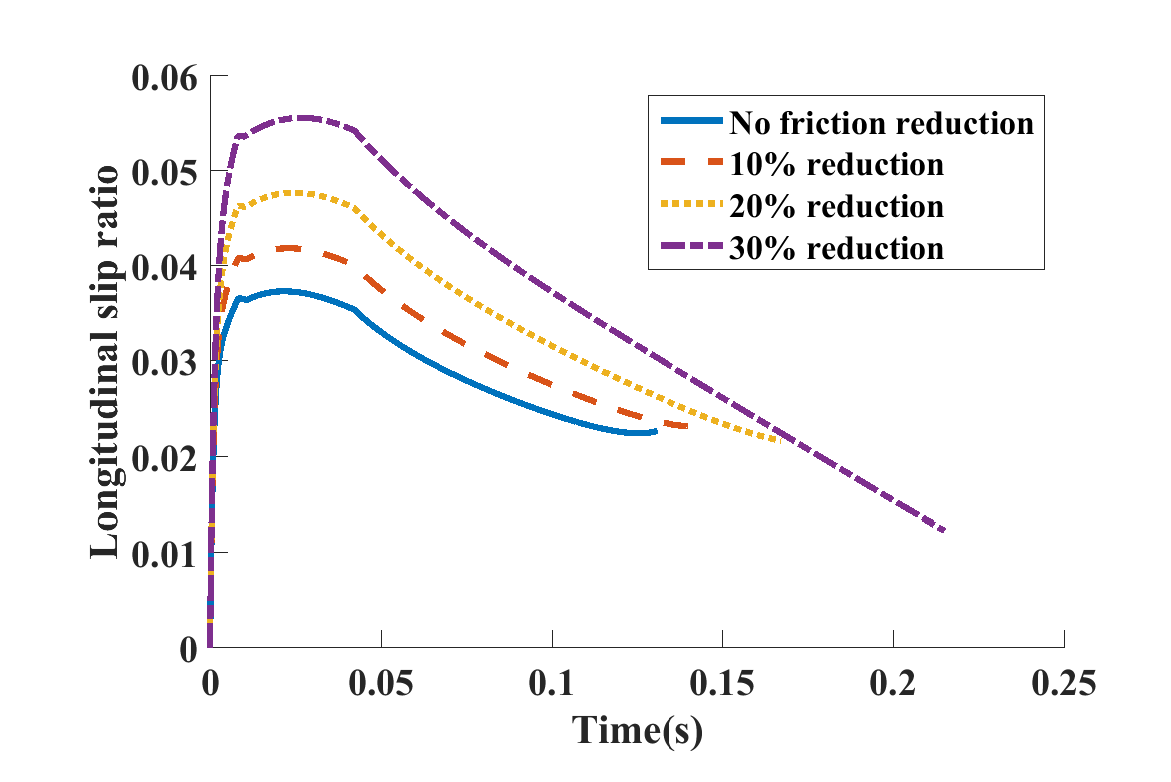 0.06
0.05
0.04
0.03
0.02
0.01
0
Longitudinal slip ratio
No friction reduction
10% reduction
20% reduction
30% reduction
0 0.05 0.1 0.15 0.2 0.25
Time(s)